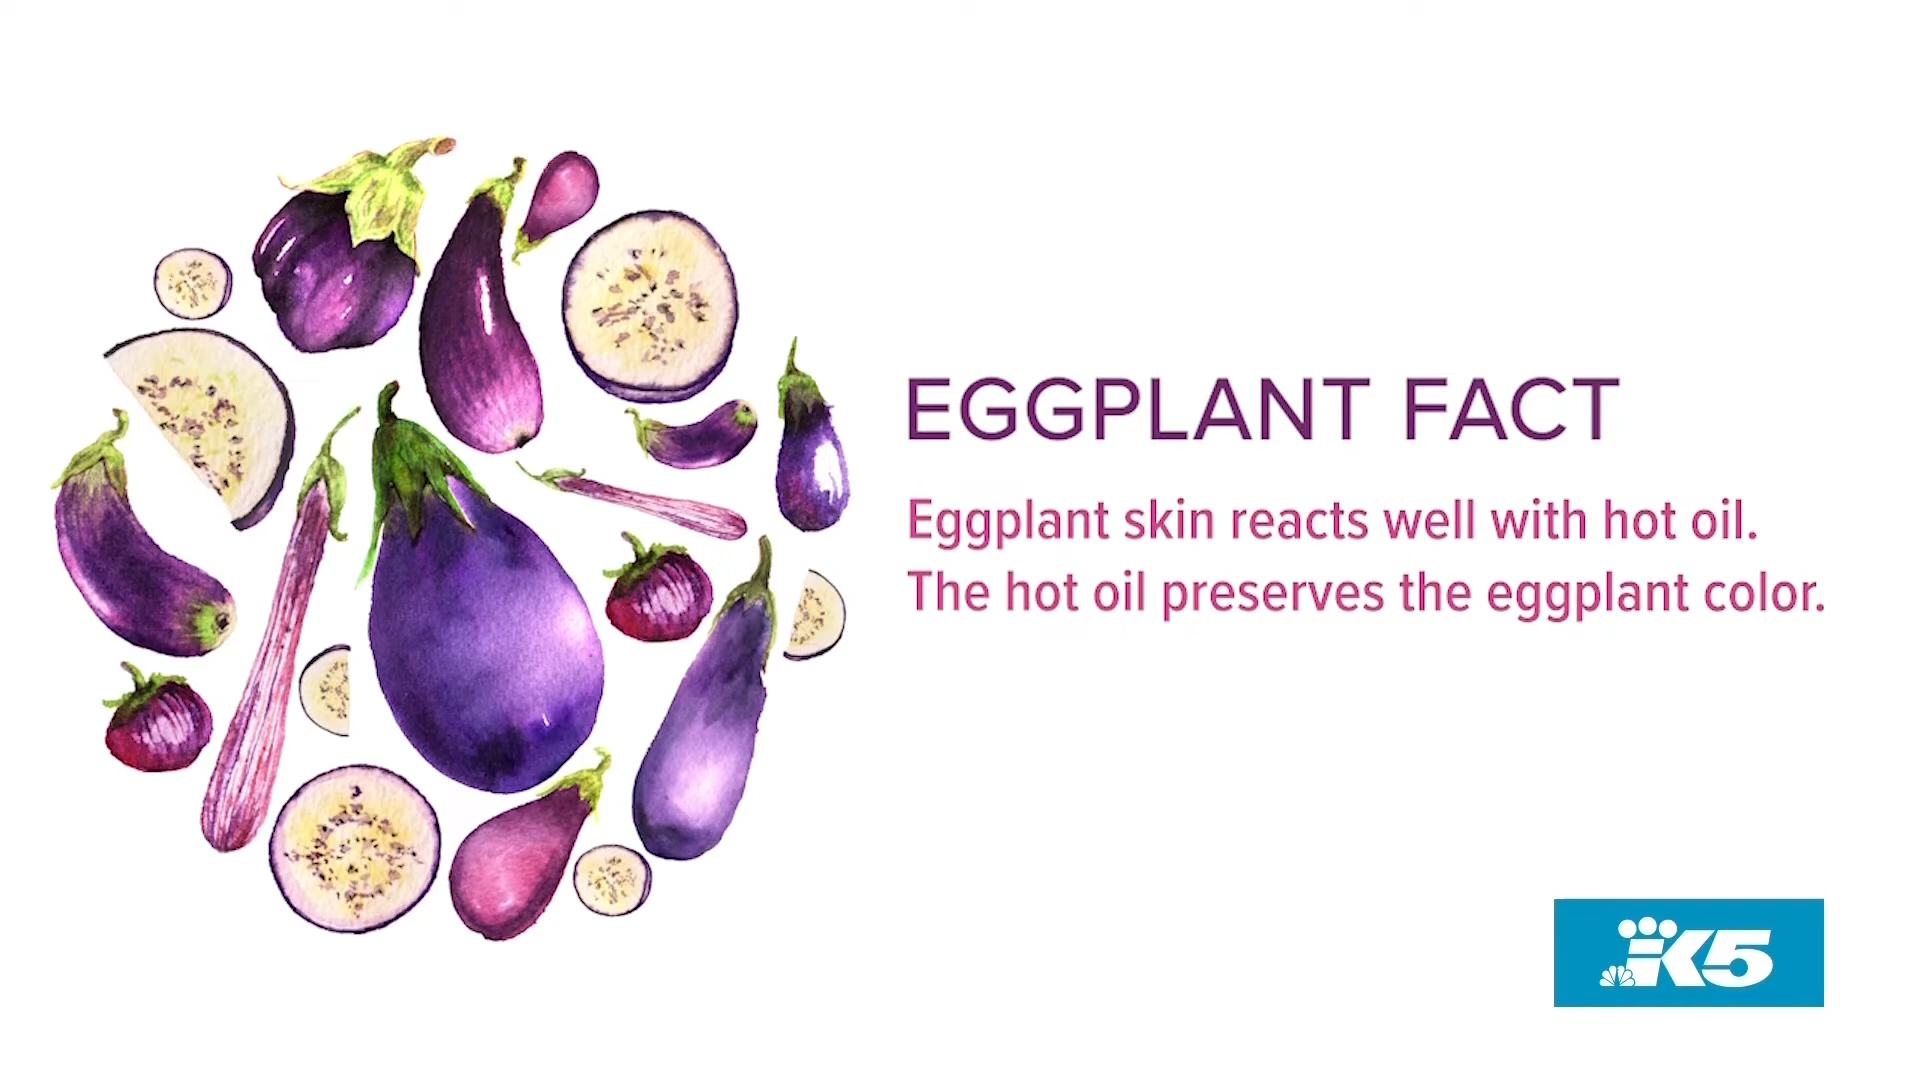 EGGPLANT FACT
Eggplant skin reacts well with hot oil.
The hot oil preserves the eggplant color.
K5